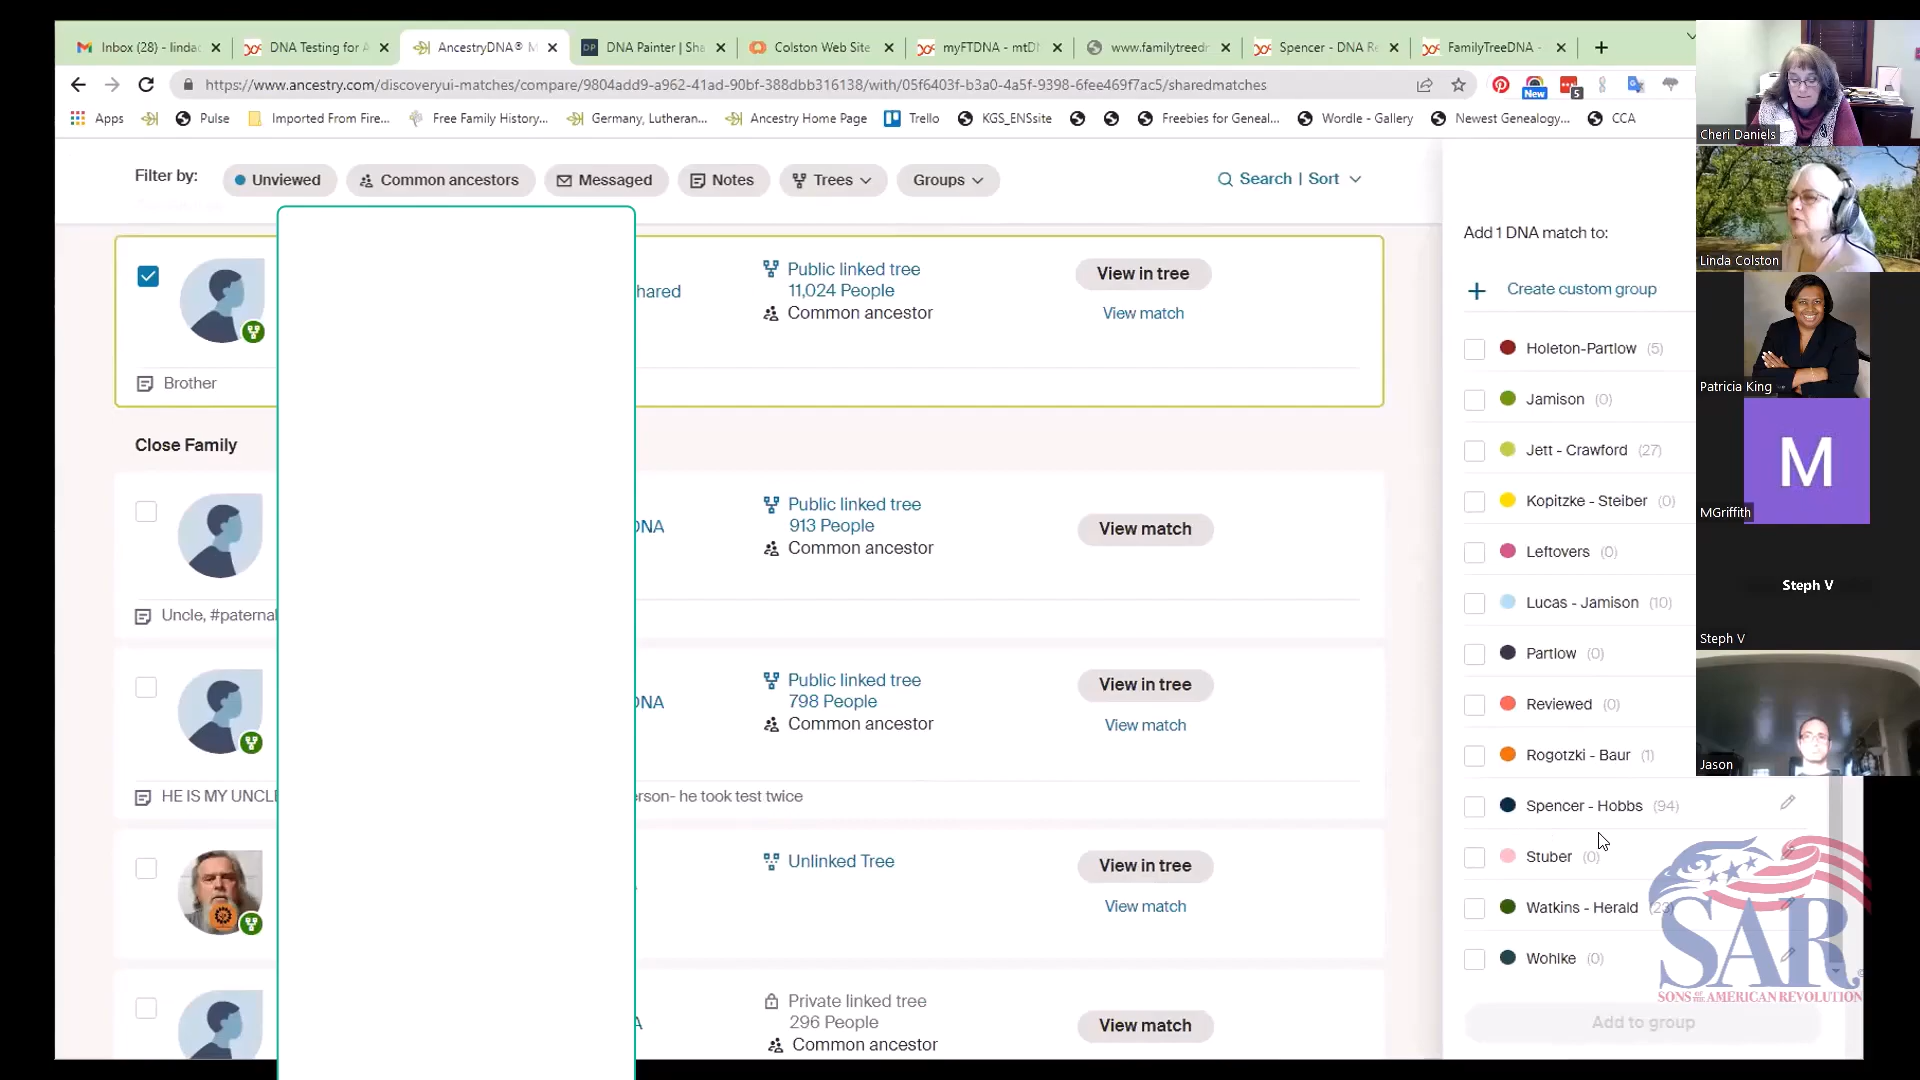 Inbox (28) - linda
DNA Testing for A
AncestryDNA® M
DNA Painter | Sha
Colston Web Site
myFTDNA - mtD
www.familytreed
Spencer - DNA Re
FamilyTreeDNA -
https://www.ancestry.com/discoveryui-matches/compare/9804add9-a962-41ad-90bf-388dbb316138/with/05f6403f-b3a0-4a5f-9398-6fee469f7ac5/sharedmatches
New
5
Apps
Pulse
Imported From Fire...
Free Family History...
Germany, Lutheran...
Ancestry Home Page
Trello
KGS_ENSsite
Freebies for Geneal...
Wordle - Gallery
Newest Genealogy...
CCA
Filter by:
Unviewed
Common ancestors
Messaged
Notes
Trees
Groups
Search | Sort
hared
Public linked tree
11,024 People
Common ancestor
View in tree
View match
Brother
Close Family
DNA
Public linked tree
913 People
Common ancestor
View match
Uncle, #paternal
DNA
Public linked tree
798 People
Common ancestor
View in tree
View match
HE IS MY UNCL
erson- he took test twice
Unlinked Tree
View in tree
View match
A
Private linked tree
296 People
Common ancestor
View match
Add 1 DNA match to:
Create custom group
Holeton-Partlow (5)
Jamison (0)
Jett - Crawford (27)
Kopitzke - Steiber (0)
Leftovers (0)
Lucas - Jamison (10)
Partlow (0)
Reviewed (0)
Rogotzki - Baur (1)
Spencer - Hobbs (94)
Stuber (0)
Watkins - Herald (23)
Wohlke (0)
Add to group
Cheri Daniels
Linda Colston
Patricia King
M
MGriffith
Steph V
Steph V
Jason
SAR
SONS OF THE AMERICAN REVOLUTION